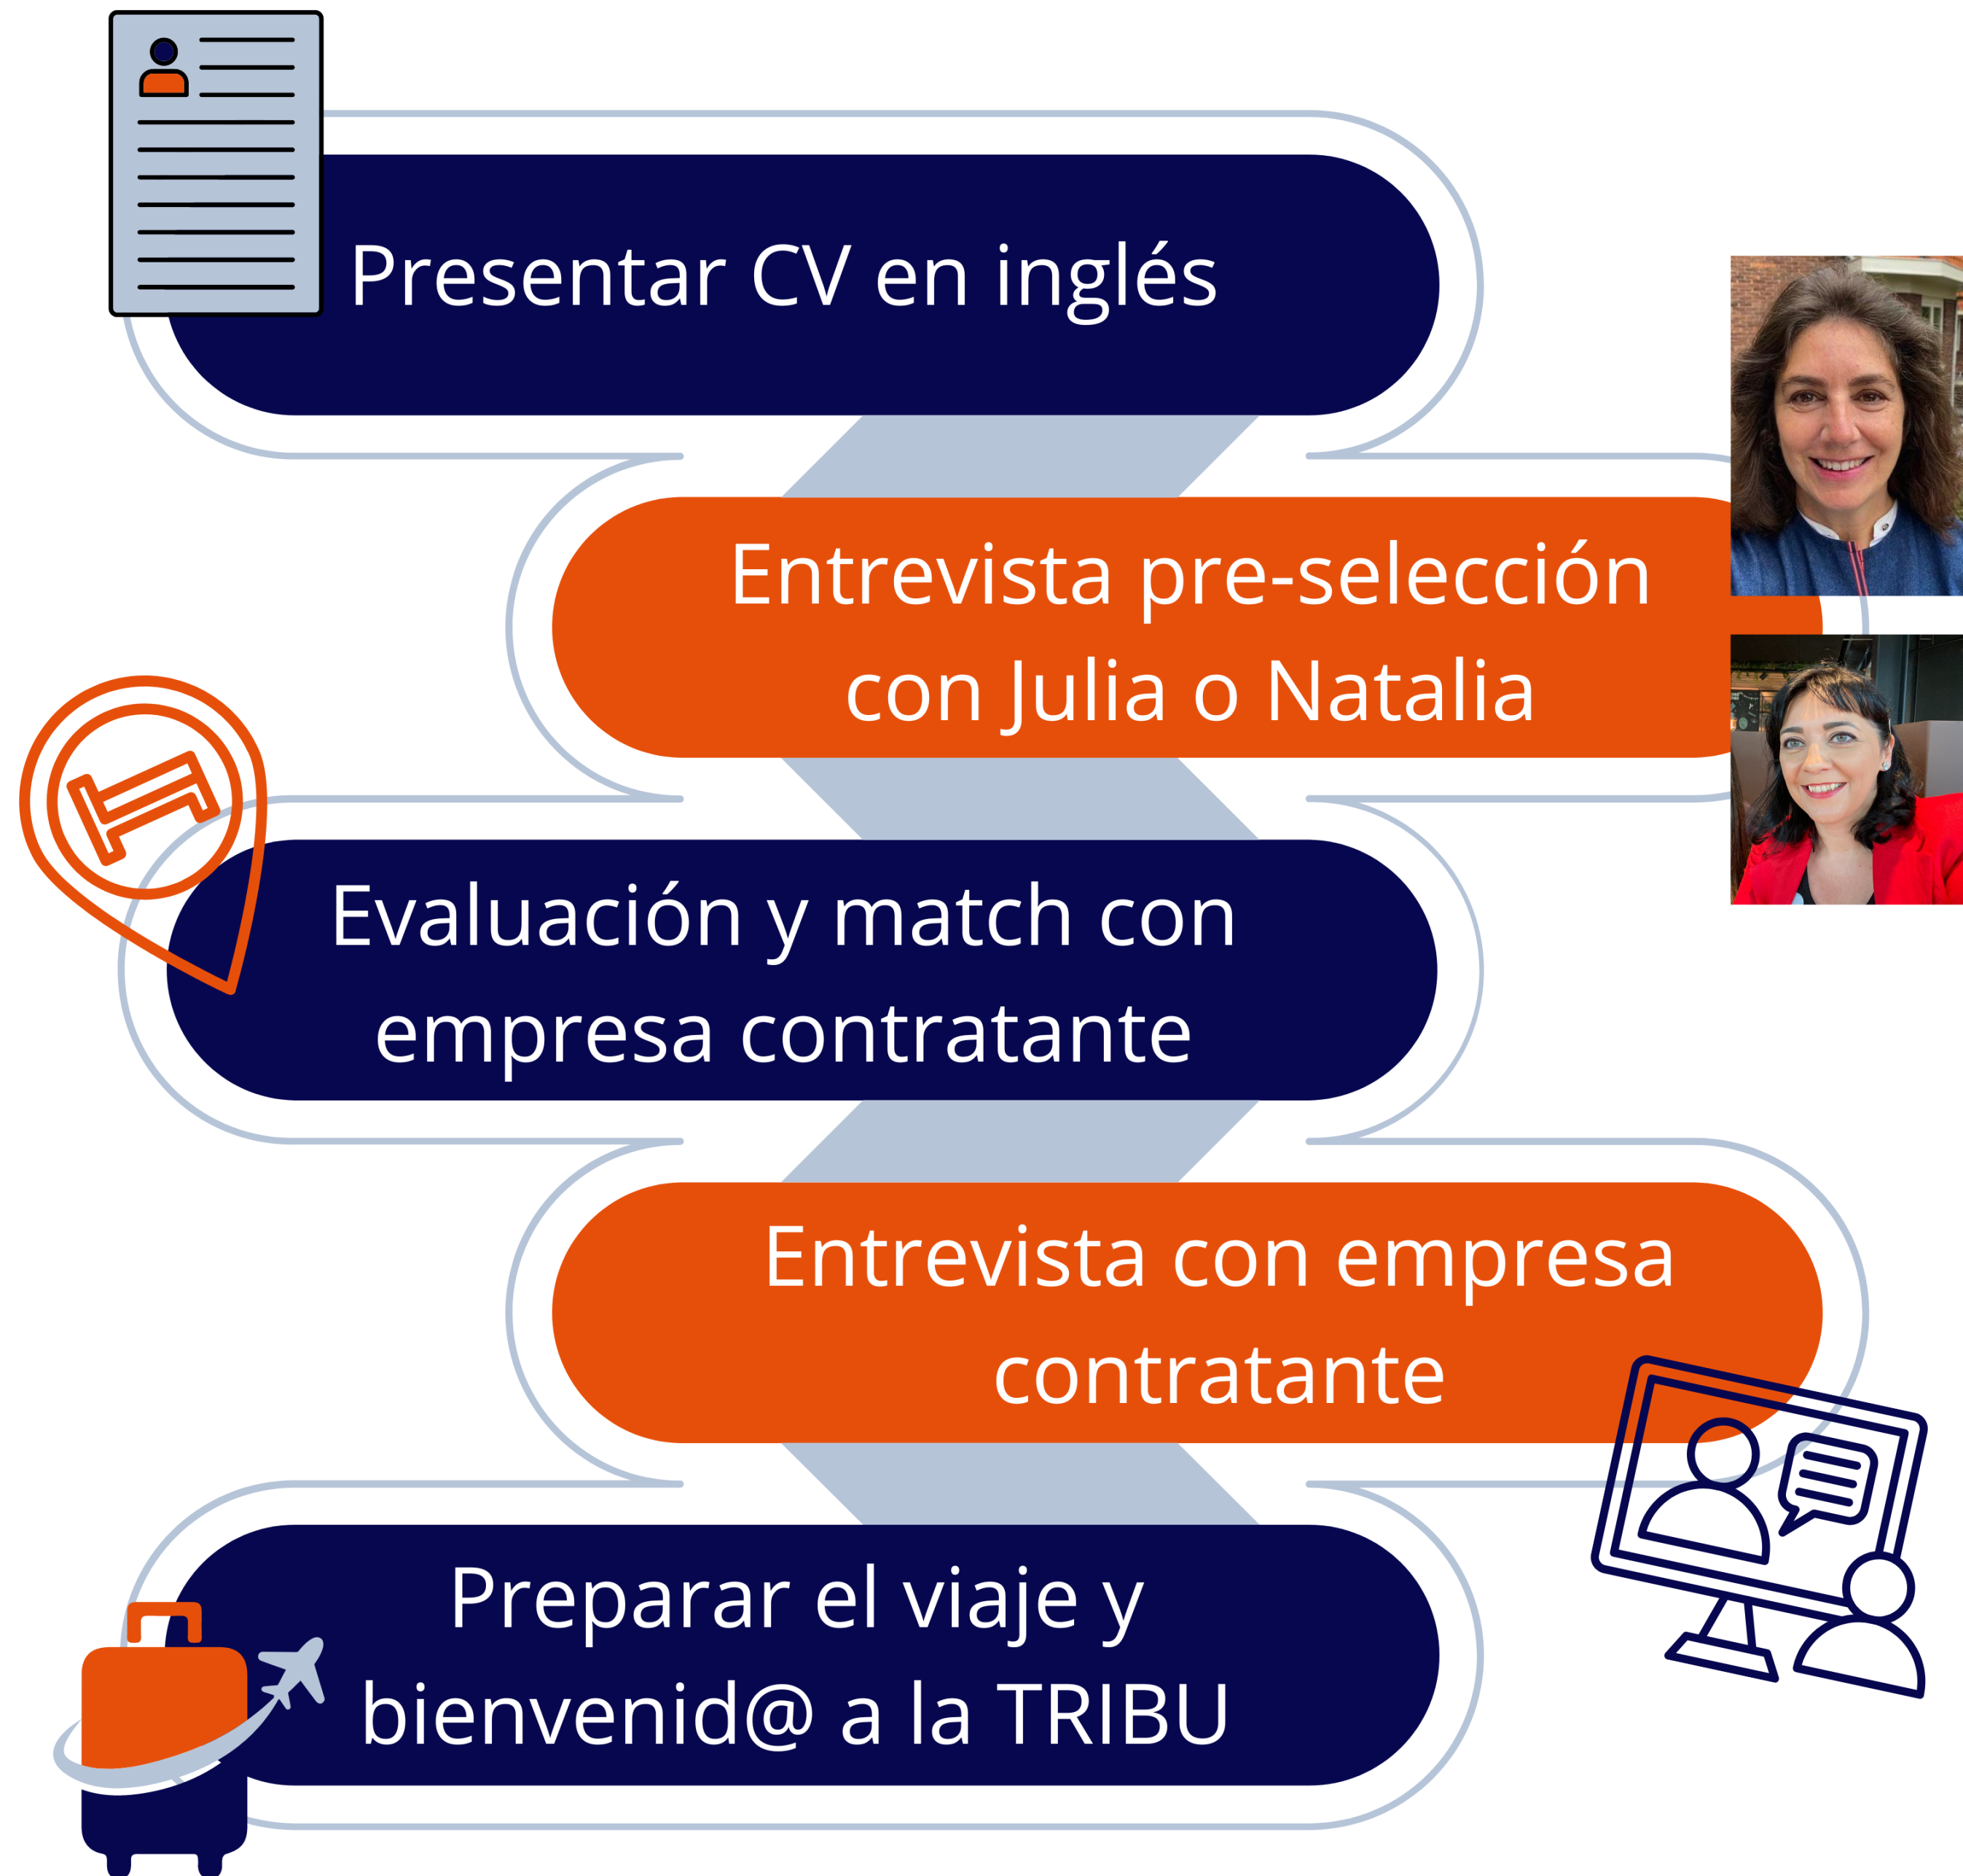 Presentar CV en inglés
Entrevista pre-selección
con Julia o Natalia
Evaluación y match con
empresa contratante
Entrevista con empresa
contratante
Preparar el viaje y
bienvenid@ a la TRIBU